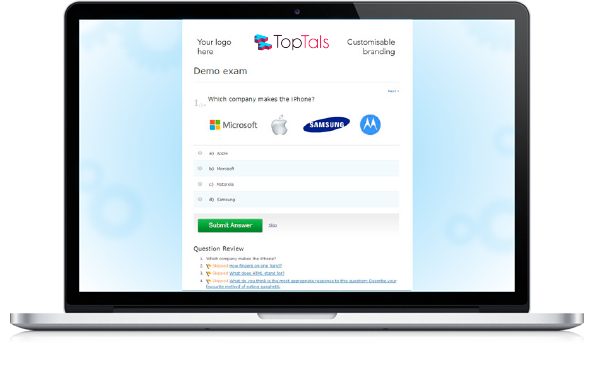 Your logo
here
TopTals
Customisable
branding
Demo exam
Next ›
1...
Which company makes the iPhone?
Microsoft
SAMSUNG
a) Apple
b) Microsoft
c) Motorola
d) Samsung
Submit Answer
Skip
Question Review
1. Which company makes the iPhone?
2. Skipped How fingers on one hand?
3. Skipped What does HTML stand for?
4. Skipped What do you think is the most appropriate response to this question: Describe your
favourite method of eating spaghetti.